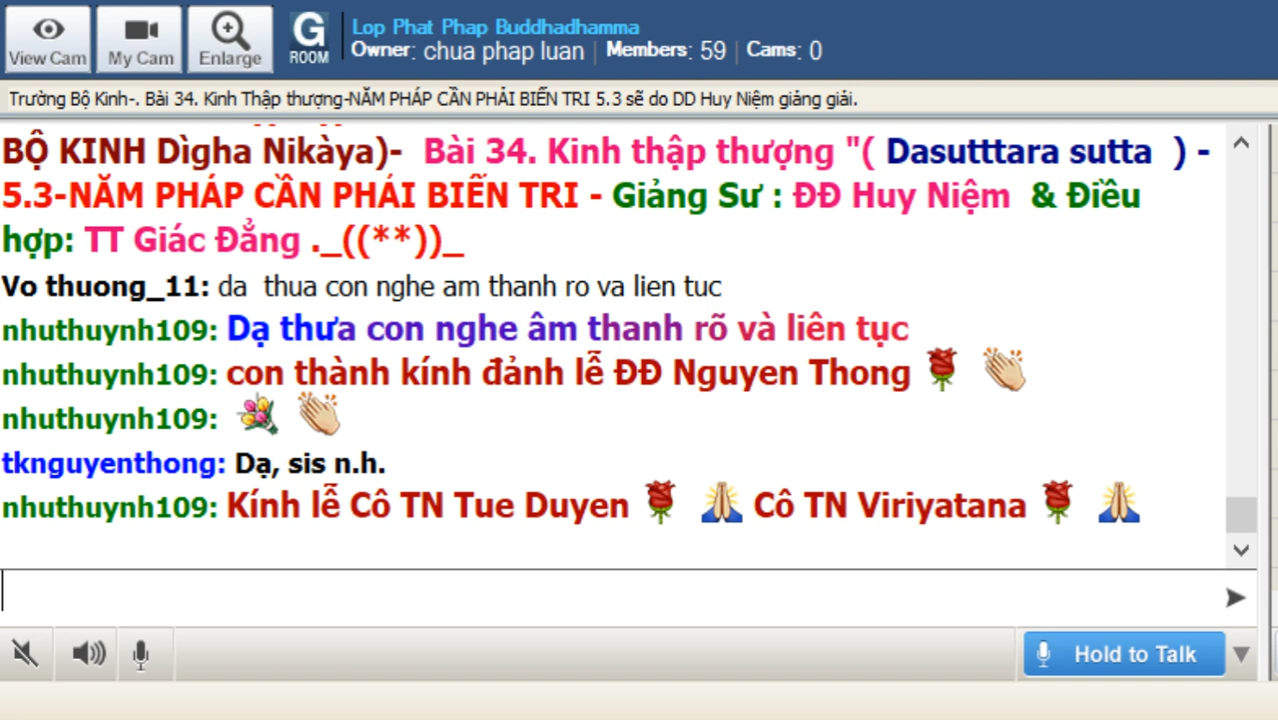 View Cam
My Cam
Enlarge
G
ROOM
Lop Phat Phap Buddhadhamma
Owner: chua phap luan | Members: 59 | Cams: 0
Trường Bộ Kinh-. Bài 34. Kinh Thập thượng-NĂM PHÁP CẦN PHẢI BIẾN TRI 5.3 sẽ do DD Huy Niệm giảng giải.
BỘ KINH Dìgha Nikàya)- Bài 34. Kinh thập thượng "( Dasutttara sutta ) -
5.3-NĂM PHÁP CẦN PHẢI BIẾN TRI - Giảng Sư : ĐĐ Huy Niệm & Điều
hợp: TT Giác Đẳng ._((**))_
Vo thuong_11: da thua con nghe am thanh ro va lien tuc
nhuthuynh109: Dạ thưa con nghe âm thanh rõ và liên tục
nhuthuynh109: con thành kính đảnh lễ ĐĐ Nguyen Thong 🌹 👏
nhuthuynh109: 💐 👏
tknguyenthong: Dạ, sis n.h.
nhuthuynh109: Kính lễ Cô TN Tue Duyen 🌹 🙏 Cô TN Viriyatana 🌹 🙏
Hold to Talk